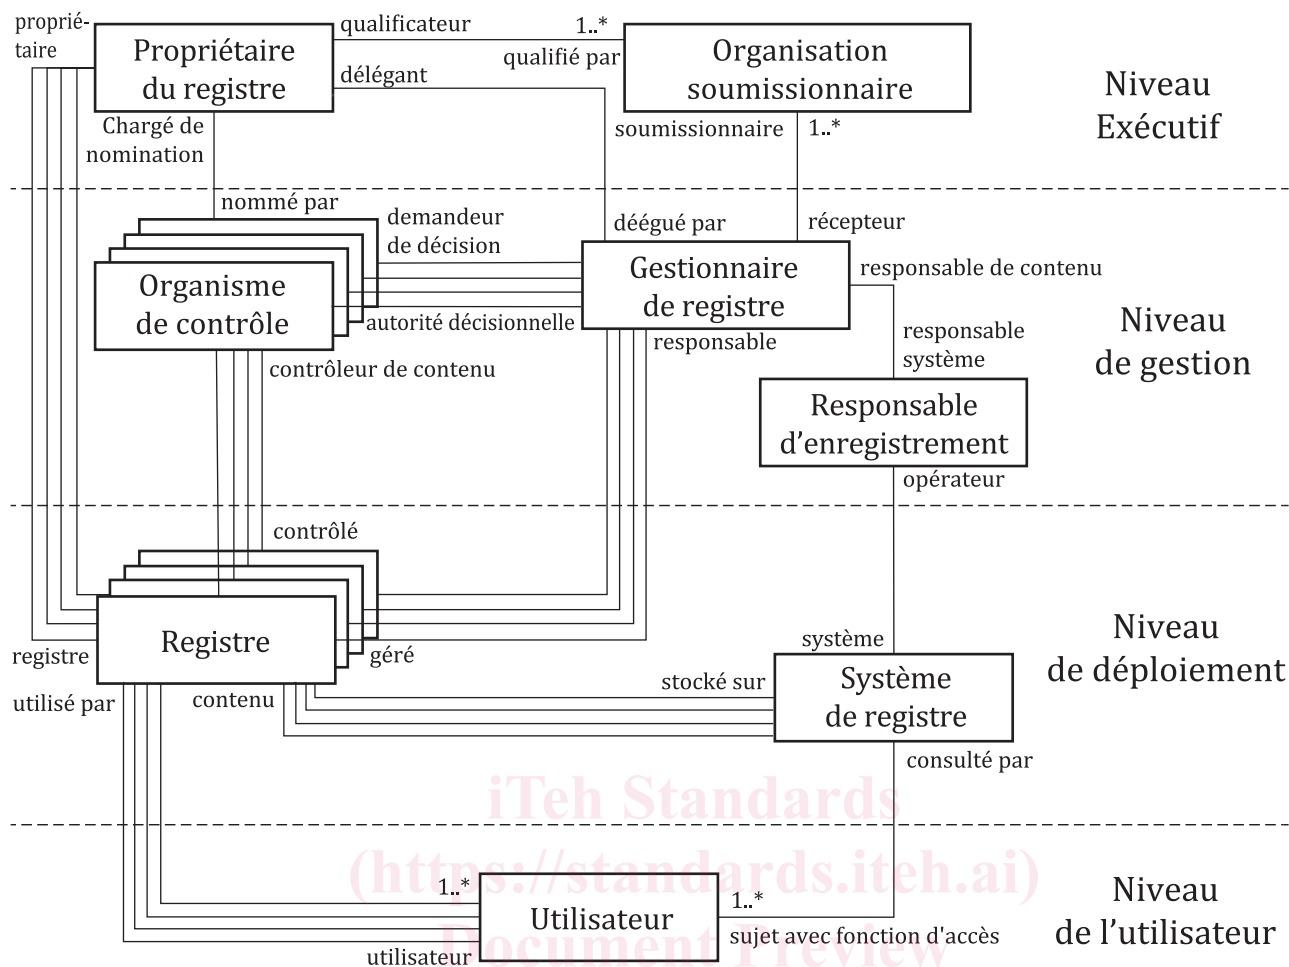 proprié-
taire
Propriétaire
du registre
qualificateur
1..*
qualifié par
délégant
Organisation
soumissionnaire
Niveau
Exécutif
Chargé de
nomination
soumissionnaire
1..*
nommé par
demandeur
de décision
déégué par
récepteur
Organisme
de contrôle
Gestionnaire
de registre
responsable de contenu
autorité décisionnelle
responsable
responsable
système
Niveau
de gestion
contrôleur de contenu
Responsable
d'enregistrement
opérateur
contrôlé
Registre
registre
géré
système
Niveau
de déploiement
utilisé par
contenu
stocké sur
Système
de registre
consulté par
iTeh Standards
(https://standards.iteh.ai)
Document Preview
1..*
Utilisateur
1..*
utilisateur
sujet avec fonction d'accès
Niveau
de l'utilisateur